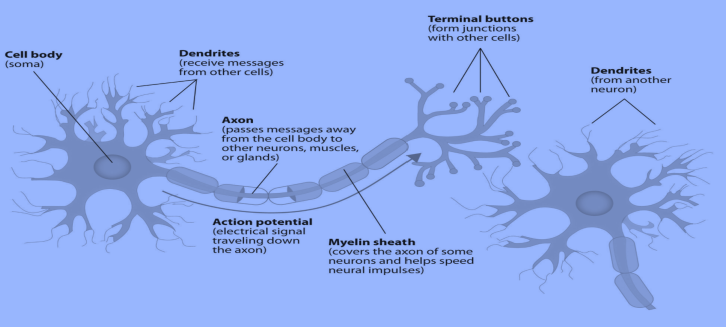 Terminal buttons
(form junctions
with other cells)
Cell body
(soma)
Dendrites
(receive messages
from other cells)
Dendrites
(from another
neuron)
Axon
(passes messages away
from the cell body to
other neurons, muscles,
or glands)
Action potential
(electrical signal
traveling down
the axon)
Myelin sheath
(covers the axon of some
neurons and helps speed
neural impulses)